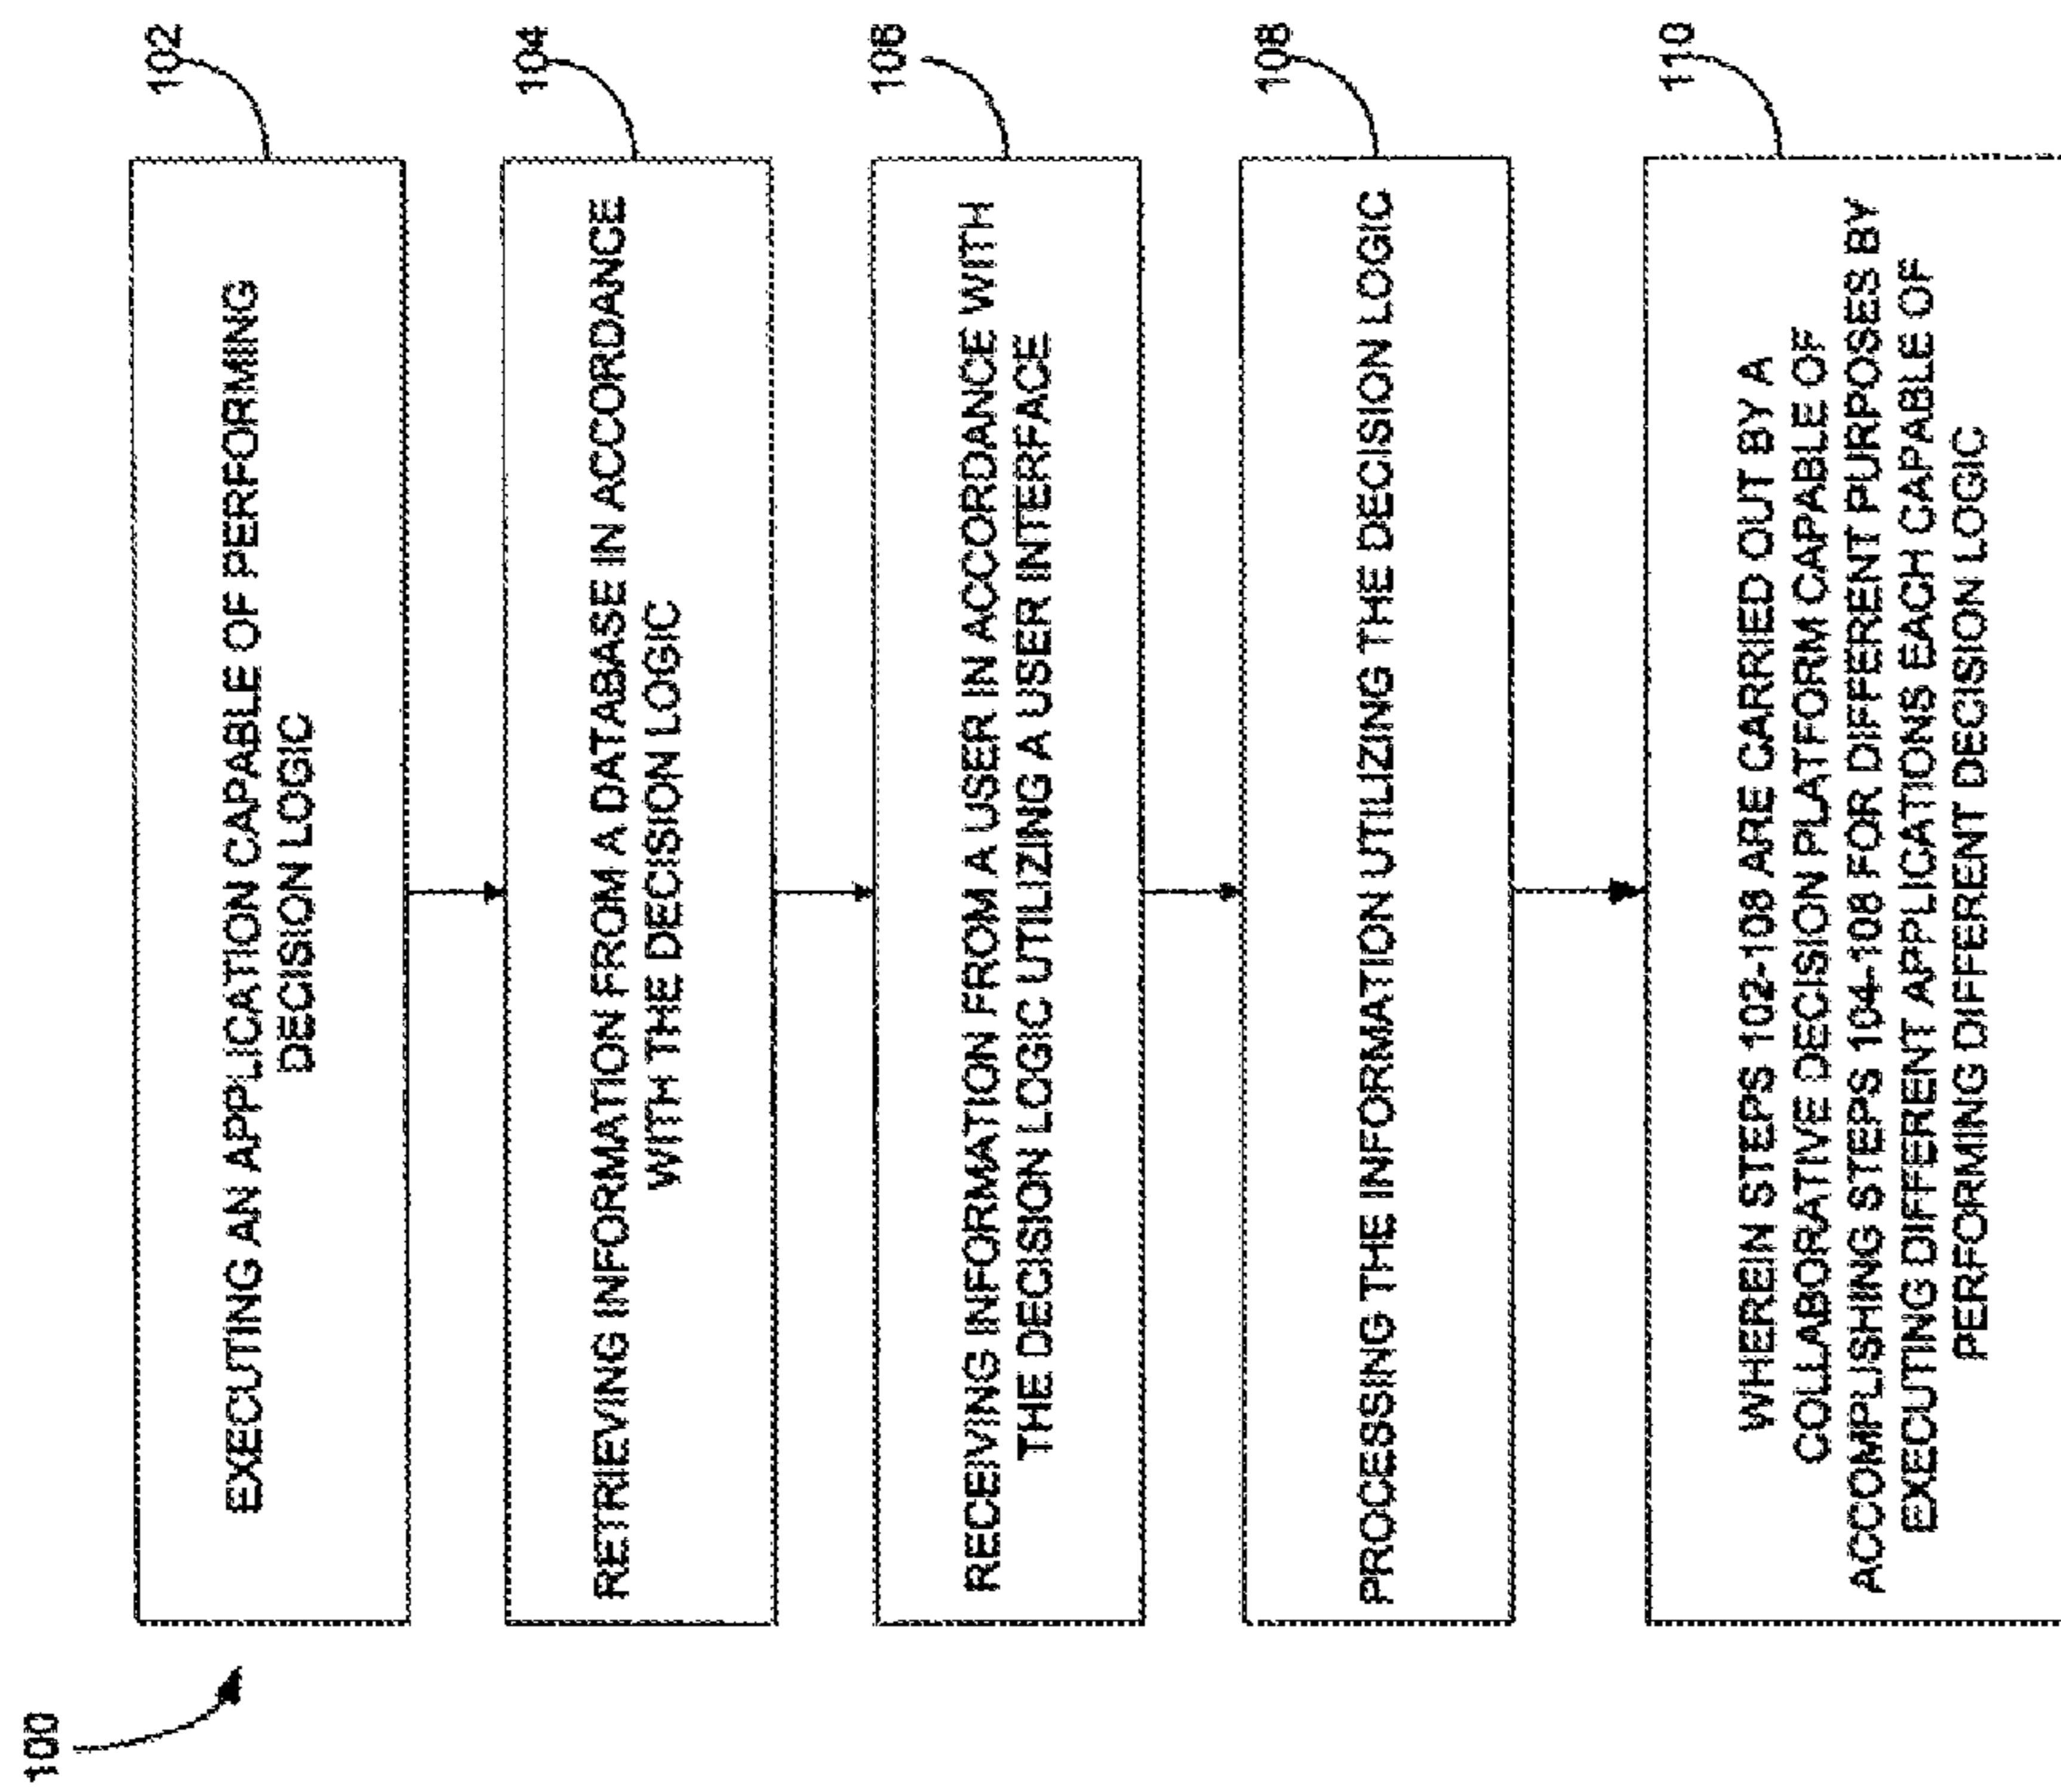 100
102
EXECUTING AN APPLICATION CAPABLE OF PERFORMING
DECISION LOGIC
104
RETRIEVING INFORMATION FROM A DATABASE IN ACCORDANCE
WITH THE DECISION LOGIC
106
RECEIVING INFORMATION FROM A USER IN ACCORDANCE WITH
THE DECISION LOGIC UTILIZING A USER INTERFACE
108
PROCESSING THE INFORMATION UTILIZING THE DECISION LOGIC
110
WHEREIN STEPS 102-108 ARE CARRIED OUT BY A
COLLABORATIVE DECISION PLATFORM CAPABLE OF
ACCOMPLISHING STEPS 104-108 FOR DIFFERENT PURPOSES BY
EXECUTING DIFFERENT APPLICATIONS EACH CAPABLE OF
PERFORMING DIFFERENT DECISION LOGIC